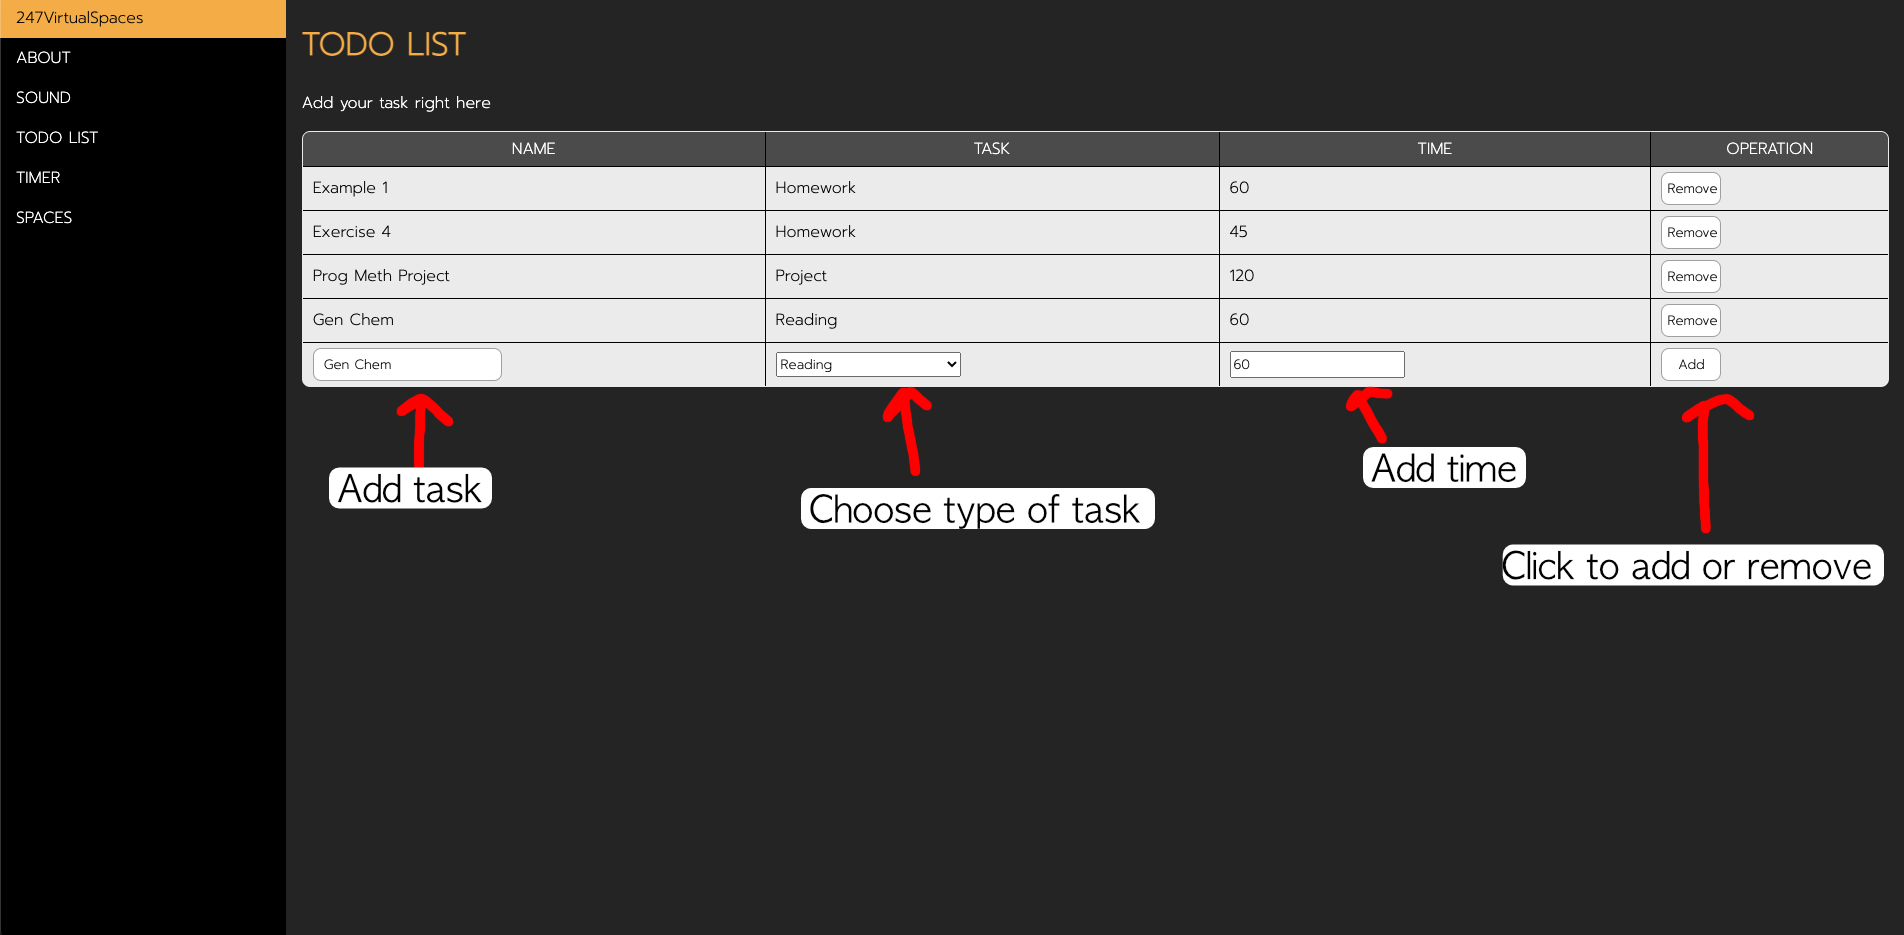 247VirtualSpaces
ABOUT
SOUND
TODO LIST
TIMER
SPACES
TODO LIST
Add your task right here
NAME TASK TIME OPERATION
Example 1 Homework 60 Remove
Exercise 4 Homework 45 Remove
Prog Meth Project Project 120 Remove
Gen Chem Reading 60 Remove
Gen Chem Reading 60 Add
Add task
Choose type of task
Add time
Click to add or remove